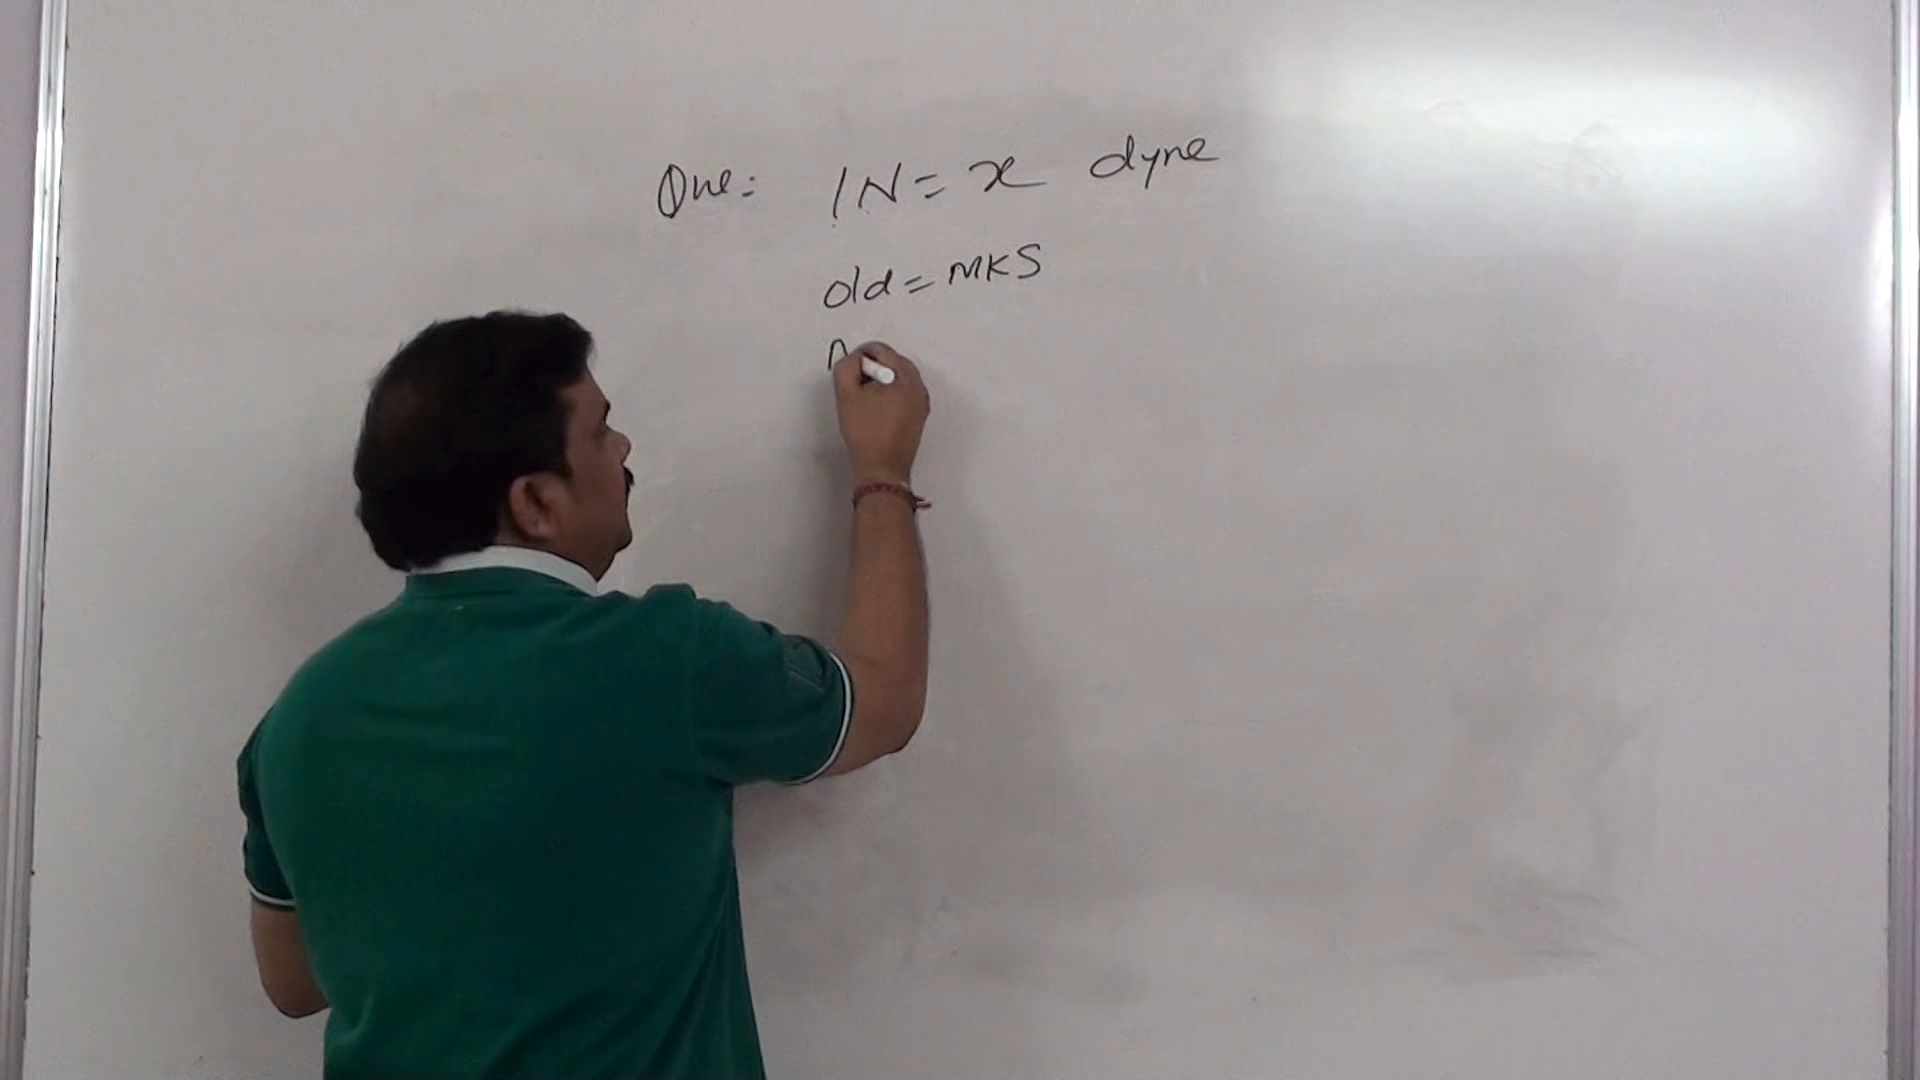 Que: 1N = x dyne
old = MKS